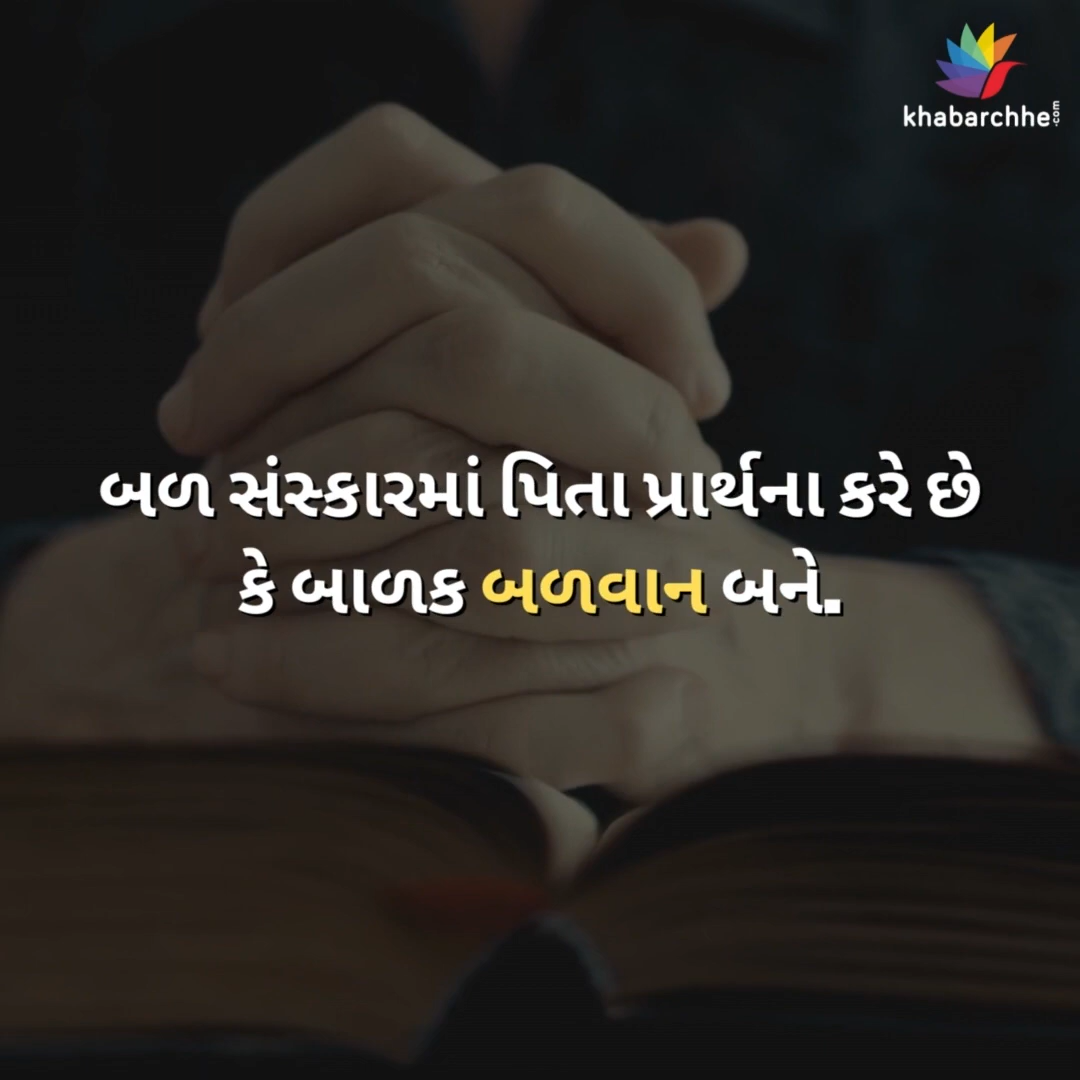 khabarchhe.com
બળ સંસ્કારમાં પિતા પ્રાર્થના કરે છે
કે બાળક બળવાન બને.